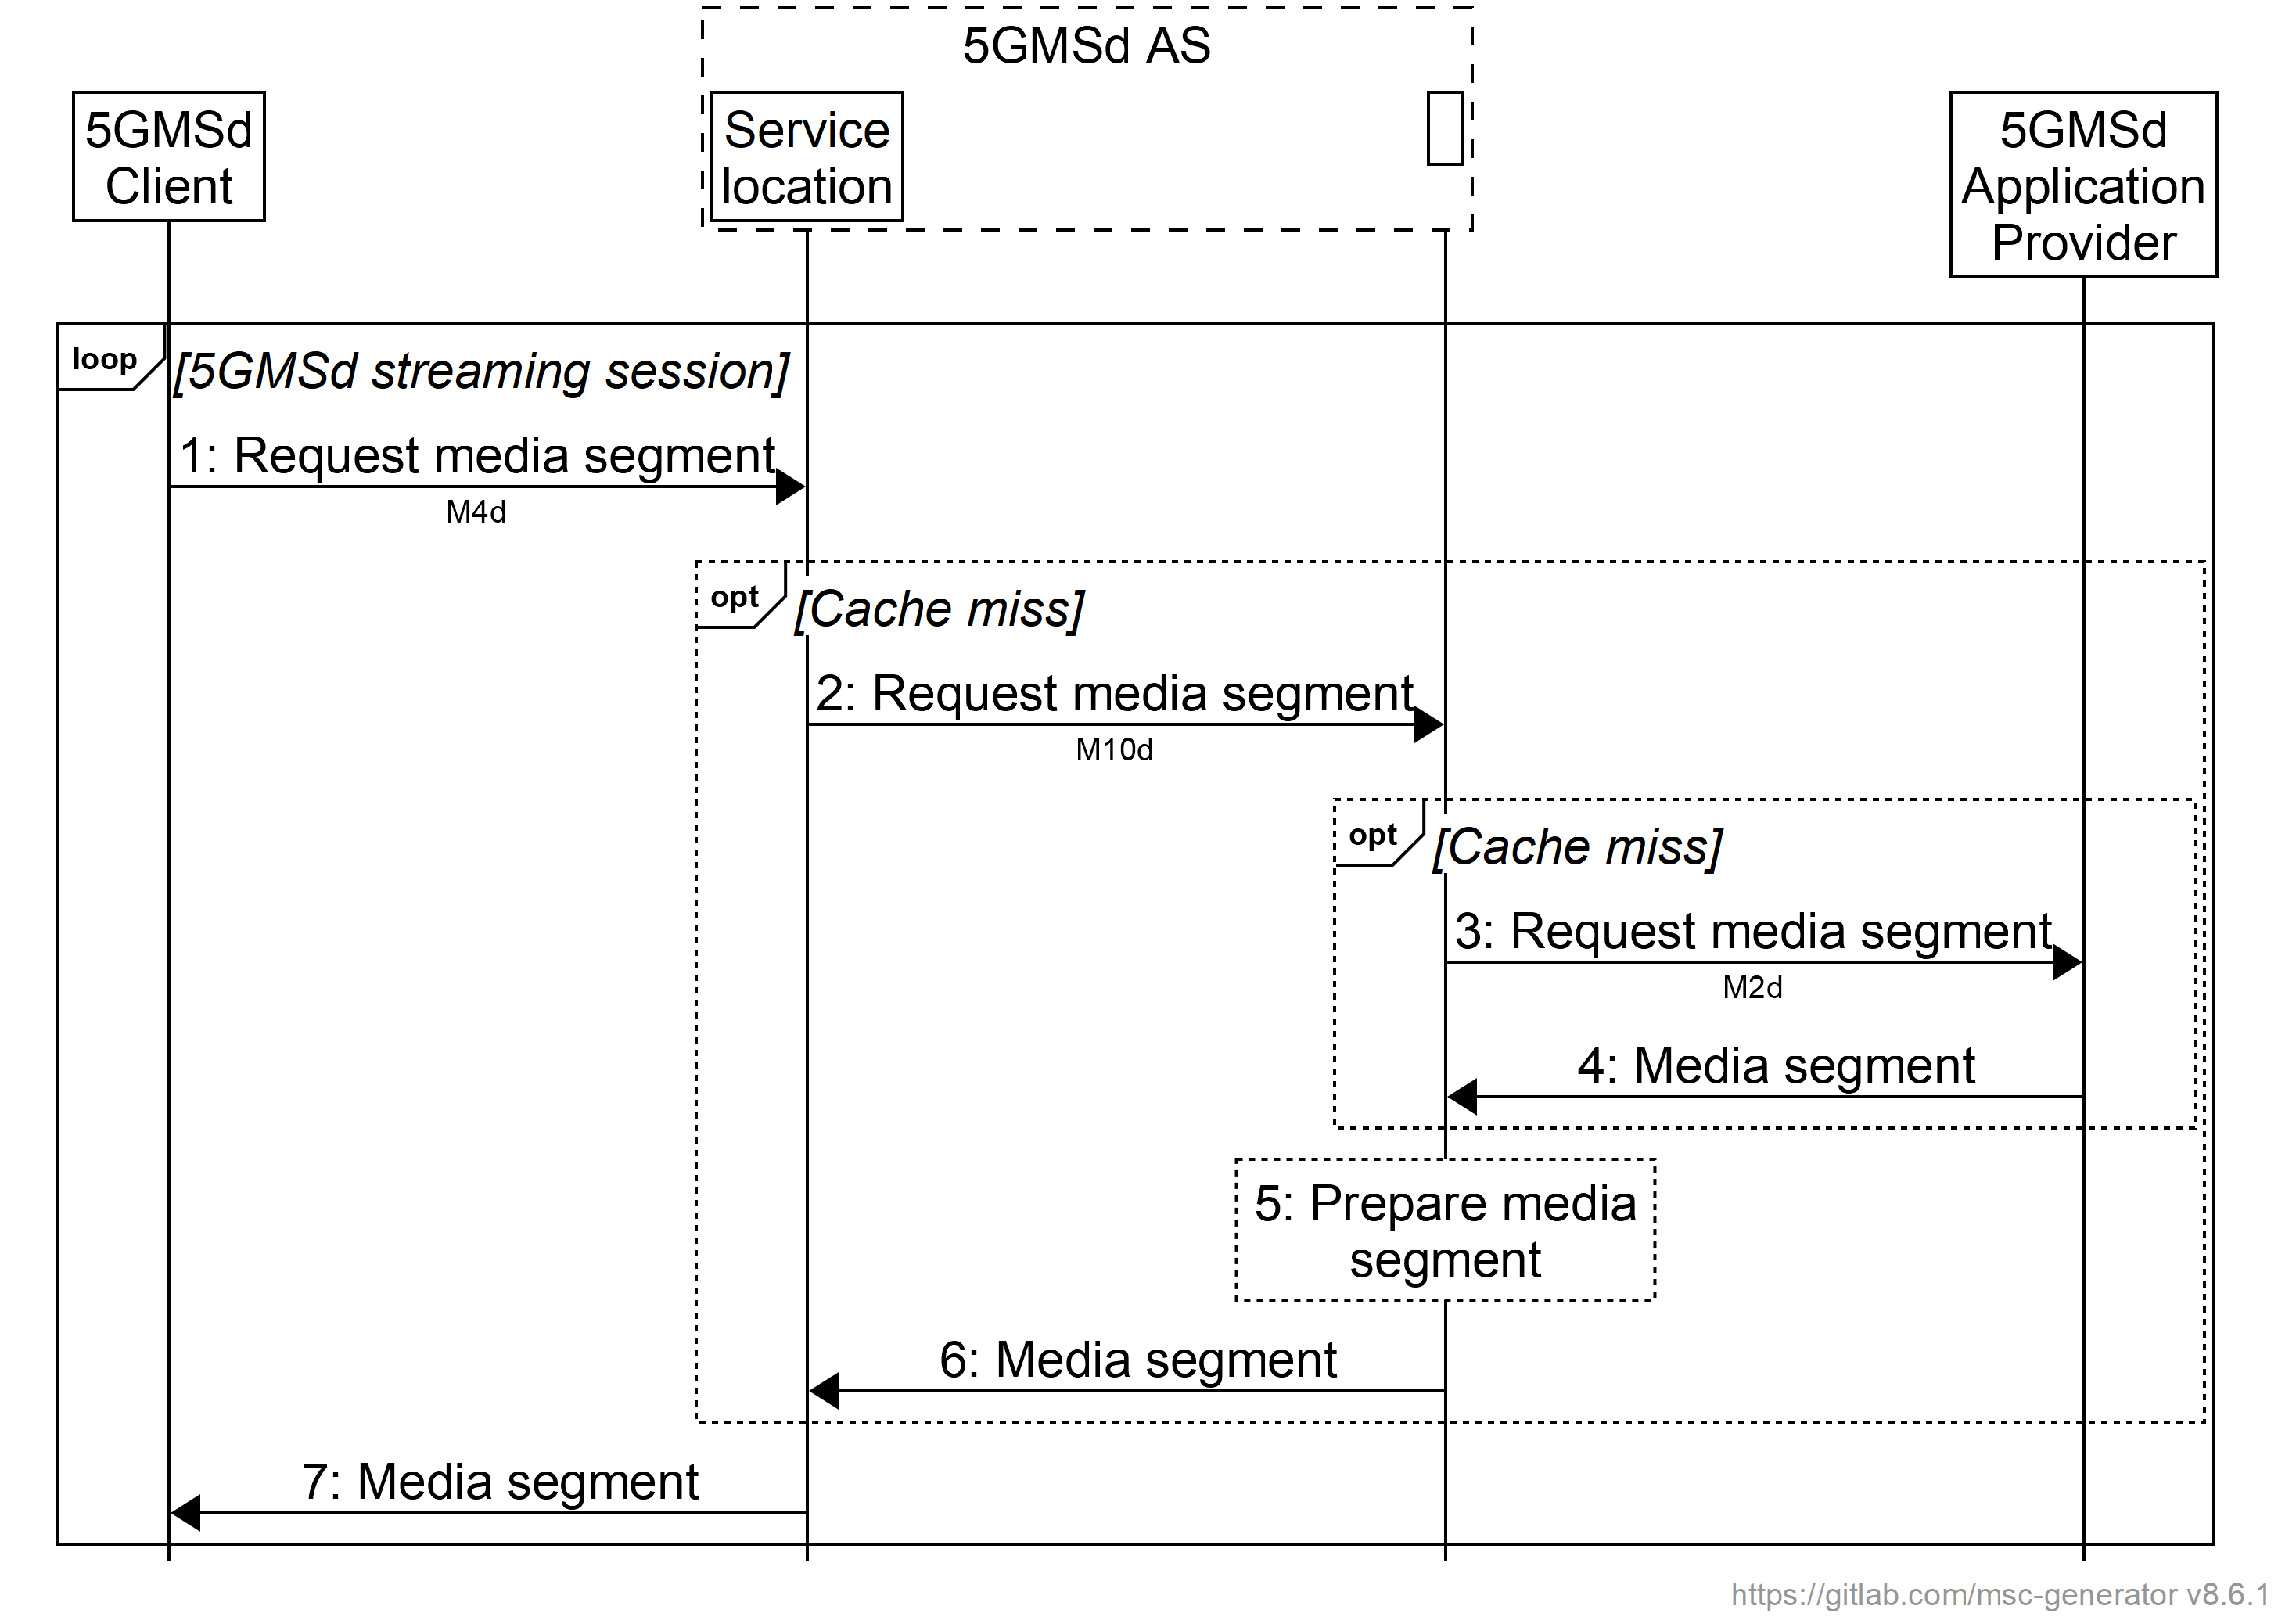 5GMSd AS
5GMSd
Client
Service
location
5GMSd
Application
Provider
loop
[5GMSd streaming session]
1: Request media segment
M4d
opt
[Cache miss]
2: Request media segment
M10d
opt
[Cache miss]
3: Request media segment
M2d
4: Media segment
5: Prepare media
segment
6: Media segment
7: Media segment
https://gitlab.com/msc-generator v8.6.1